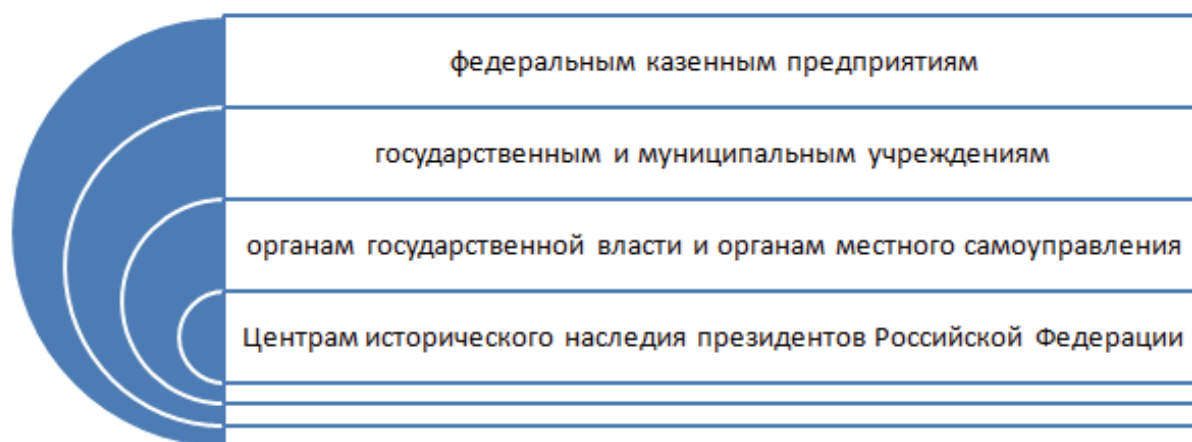 федеральным казенным предприятиям
государственным и муниципальным учреждениям
органам государственной власти и органам местного самоуправления
Центрам исторического наследия президентов Российской Федерации